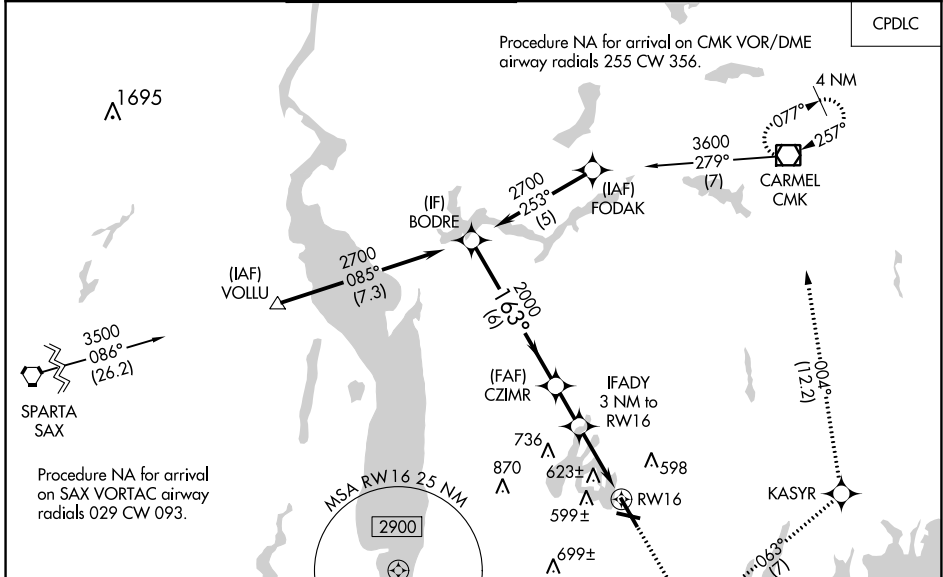 CPDLC
Procedure NA for arrival on CMK VOR/DME
airway radials 255 CW 356.
1695
4 NM
077°
257°
3600
279°
(7)
CARMEL
CMK
2700
253°
(5)
(IAF)
FODAK
(IF)
BODRE
2700
085°
(7.3)
(IAF)
VOLLU
2000
163°
(6)
3500
086°
(26.2)
SPARTA
SAX
(FAF)
CZIMR
IFADY
3 NM to
RW16
004°
(12.2)
736
870
623±
598
599±
RW16
KASYR
Procedure NA for arrival
on SAX VORTAC airway
radials 029 CW 093.
MSA RW16 25 NM
2900
699±
063°
(7)